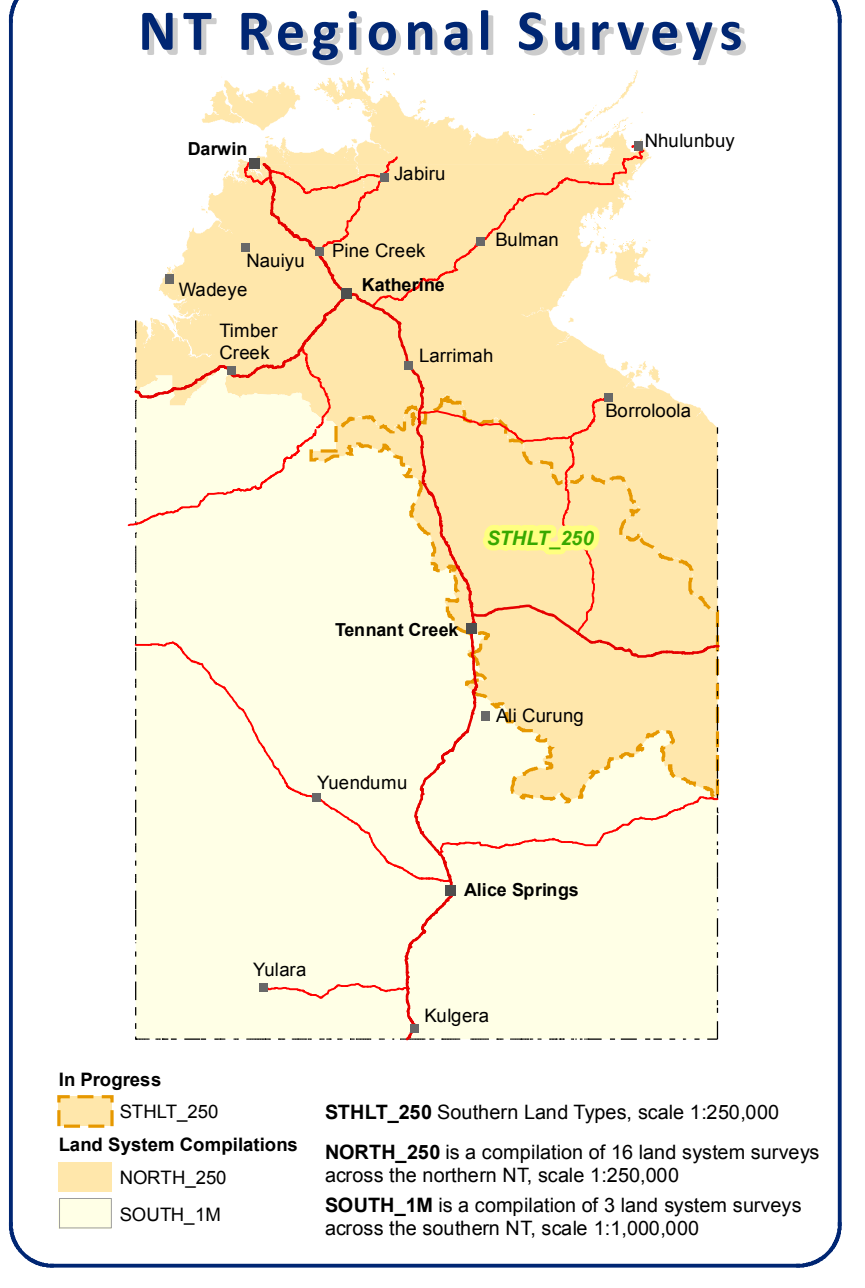 NT Regional Surveys
Nhulunbuy
Darwin
Jabiru
Bulman
Pine Creek
Nauiyu
Katherine
Wadeye
Timber
Creek
Larrimah
Borroloola
STHLT_250
Tennant Creek
Ali Curung
Yuendumu
Alice Springs
Yulara
Kulgera
In Progress
STHLT_250
STHLT_250 Southern Land Types, scale 1:250,000
Land System Compilations
NORTH_250
NORTH_250 is a compilation of 16 land system surveys
across the northern NT, scale 1:250,000
SOUTH_1M
SOUTH_1M is a compilation of 3 land system surveys
across the southern NT, scale 1:1,000,000